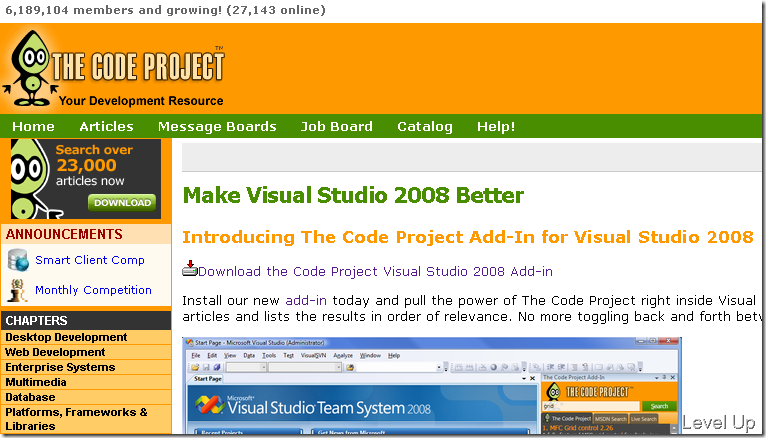 6,189,104 members and growing! (27,143 online)
THE CODE PROJECT™
Your Development Resource
Home Articles Message Boards Job Board Catalog Help!
Search over
23,000
articles now
DOWNLOAD
ANNOUNCEMENTS
Smart Client Comp
Monthly Competition
CHAPTERS
Desktop Development
Web Development
Enterprise Systems
Multimedia
Database
Platforms, Frameworks &
Libraries
Make Visual Studio 2008 Better
Introducing The Code Project Add-In for Visual Studio 2008
Download the Code Project Visual Studio 2008 Add-in
Install our new add-in today and pull the power of The Code Project right inside Visual
articles and lists the results in order of relevance. No more toggling back and forth
Start Page - Microsoft Visual Studio (Administrator)
File Edit View Data Tools Test VisualSVN Analyze Window Help
Start Page
The Code Project Add-In
Microsoft
Visual Studio Team System 2008
THE CODE PROJECT
grid
Search
The Code Project MSDN Search Live Search
1. MFC Grid control 2.26
Recent Projects
Get News from Microsoft
Level Up